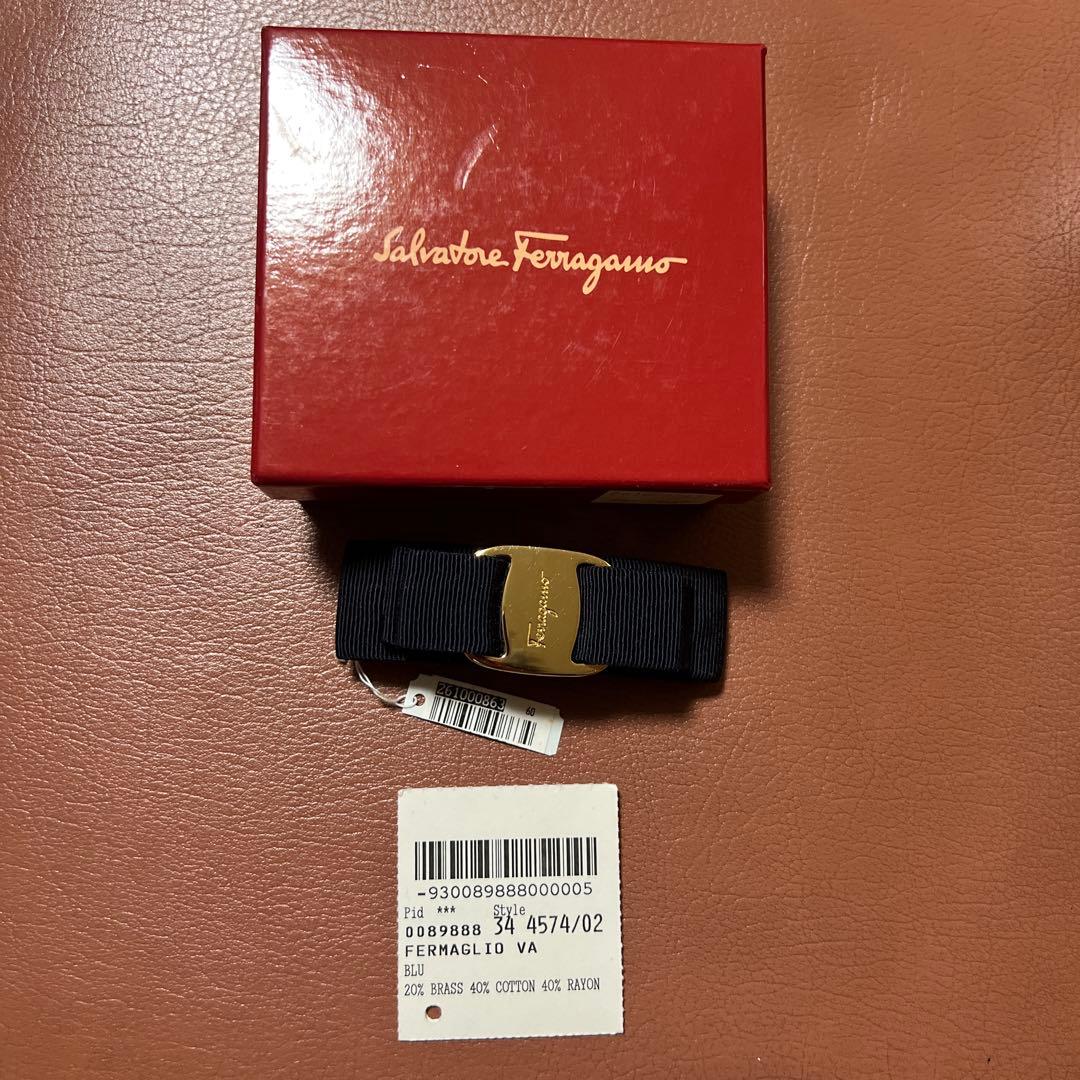 Salvatore Ferragamo
Ferragamo
261000863
60
-930089888000005
Pid *** Style
0089888 34 4574/02
FERMAGLIO VA
BLU
20% BRASS 40% COTTON 40% RAYON